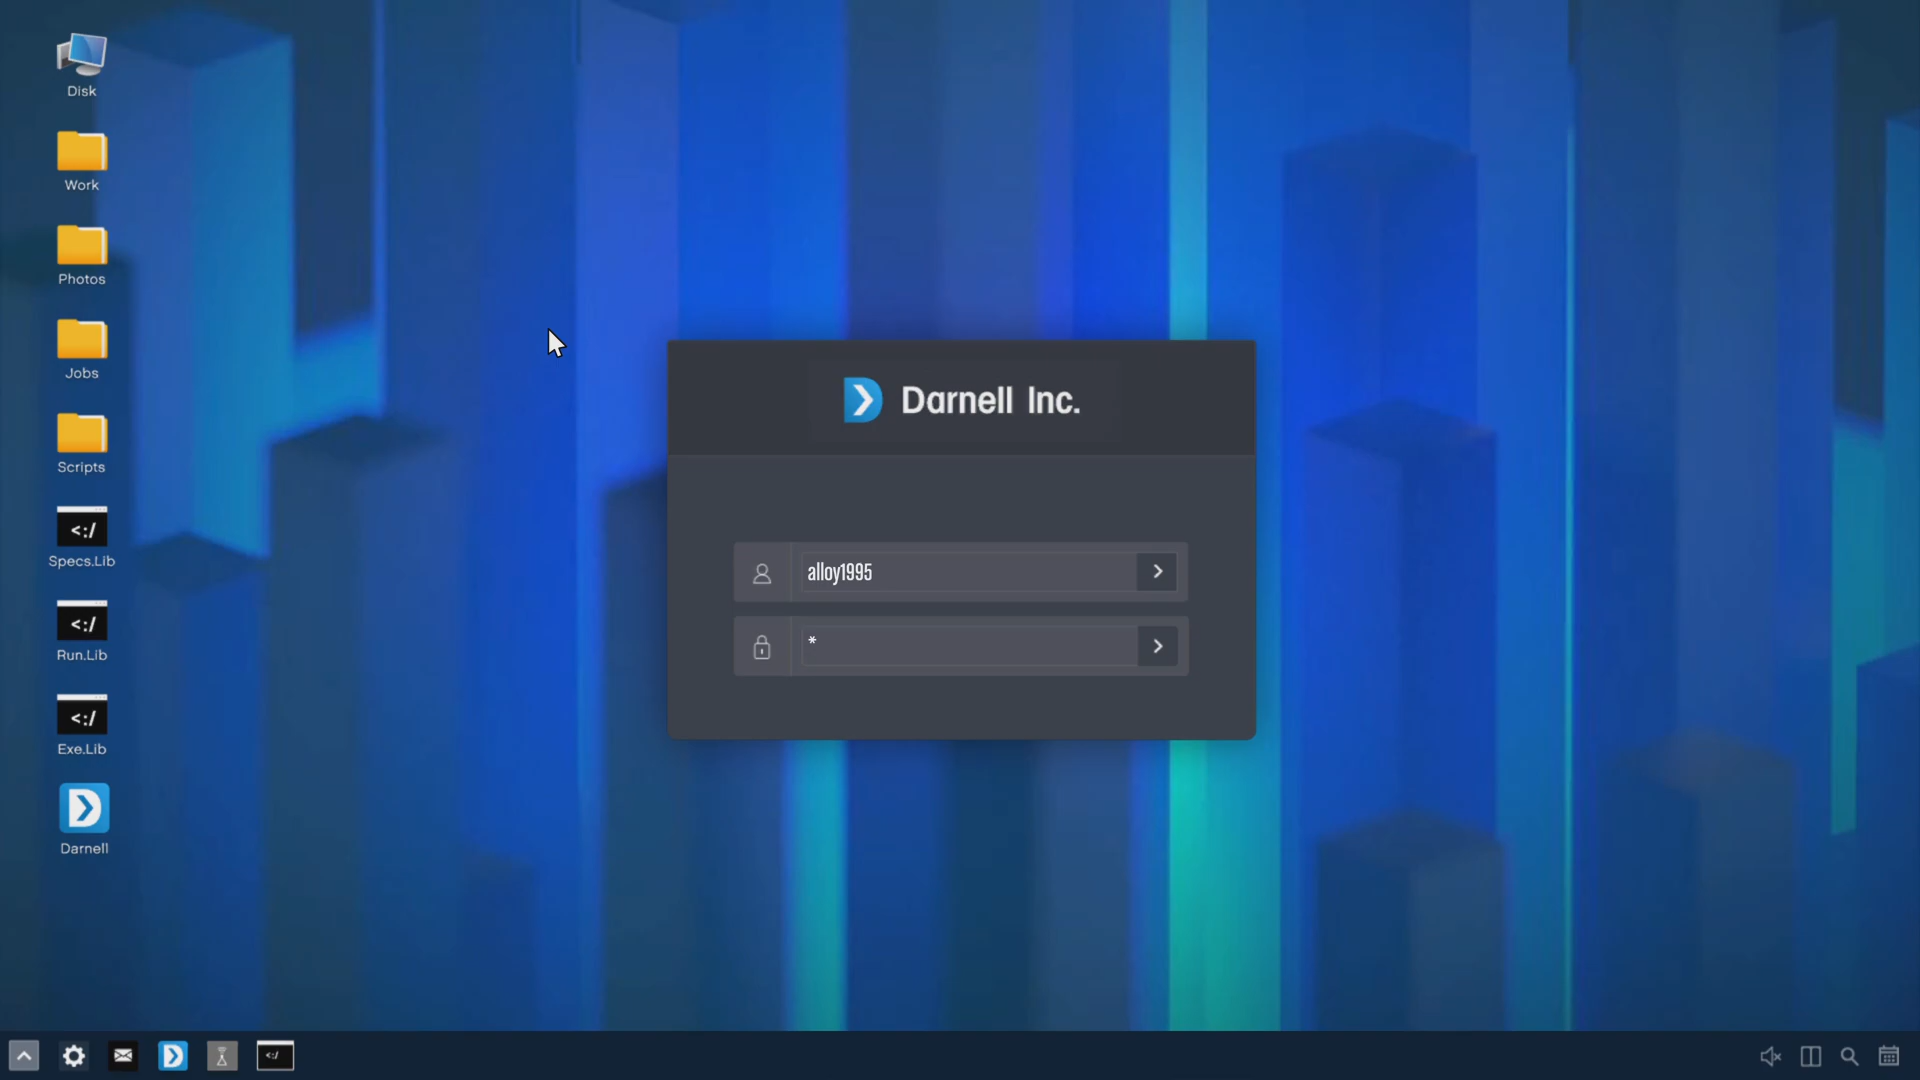 Disk
Work
Photos
Jobs
Scripts
<:/
Specs.Lib
<:/
Run.Lib
<:/
Exe.Lib
Darnell
Darnell Inc.
alloy1995
*
<:/